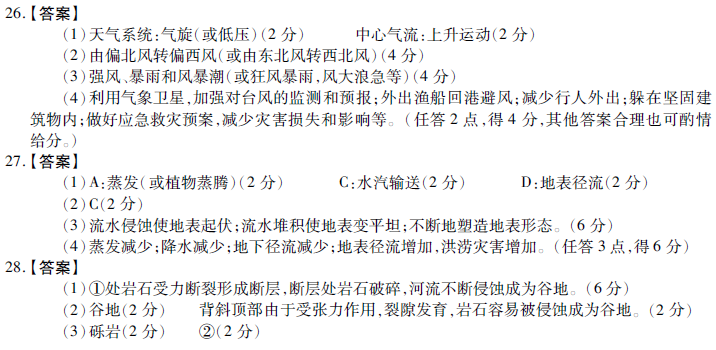 26.【答案】
(1)天气系统:气旋(或低压)(2 分) 中心气流:上升运动(2 分)
(2)由偏北风转偏西风(或由东北风转西北风)(4 分)
(3)强风、暴雨和风暴潮(或狂风暴雨,风大浪急等)(4 分)
(4)利用气象卫星,加强对台风的监测和预报;外出渔船回港避风;减少行人外出;躲在坚固建
筑物内;做好应急救灾预案,减少灾害损失和影响等。(任答 2 点,得 4 分,其他答案合理也可酌情
给分。)
27.【答案】
(1)A:蒸发(或植物蒸腾)(2 分) C:水汽输送(2 分) D:地表径流(2 分)
(2)C(2 分)
(3)流水侵蚀使地表起伏;流水堆积使地表变平坦;不断地塑造地表形态。(6 分)
(4)蒸发减少;降水减少;地下径流减少;地表径流增加,洪涝灾害增加。(任答 3 点,得 6 分)
28.【答案】
(1)①处岩石受力断裂形成断层,断层处岩石破碎,河流不断侵蚀成为谷地。(6 分)
(2)谷地(2 分) 背斜顶部由于受张力作用,裂隙发育,岩石容易被侵蚀成为谷地。(2 分)
(3)砾岩(2 分) ②(2 分)